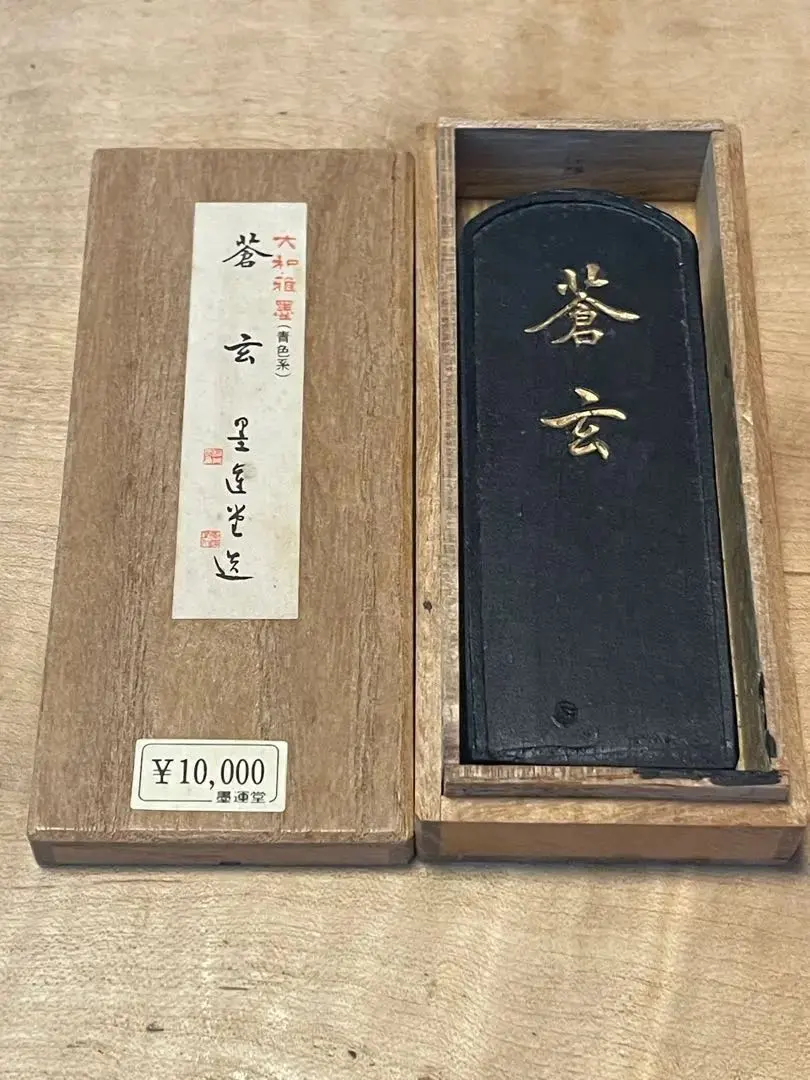 大和雅墨(青色系)
蒼玄 墨運堂造
¥10,000
墨運堂
蒼玄